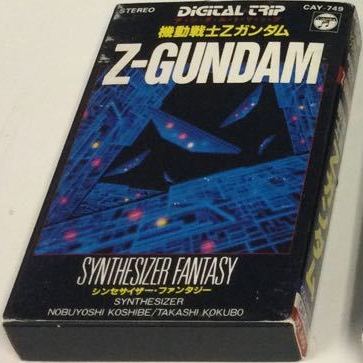 STEREO
DIGITAL TRIP
CAY-749
機動戦士Zガンダム
Z-GUNDAM
SYNTHESIZER FANTASY
シンセサイザー・ファンタジー
SYNTHESIZER
NOBUYOSHI KOSHIBE/TAKASHI KOKUBO